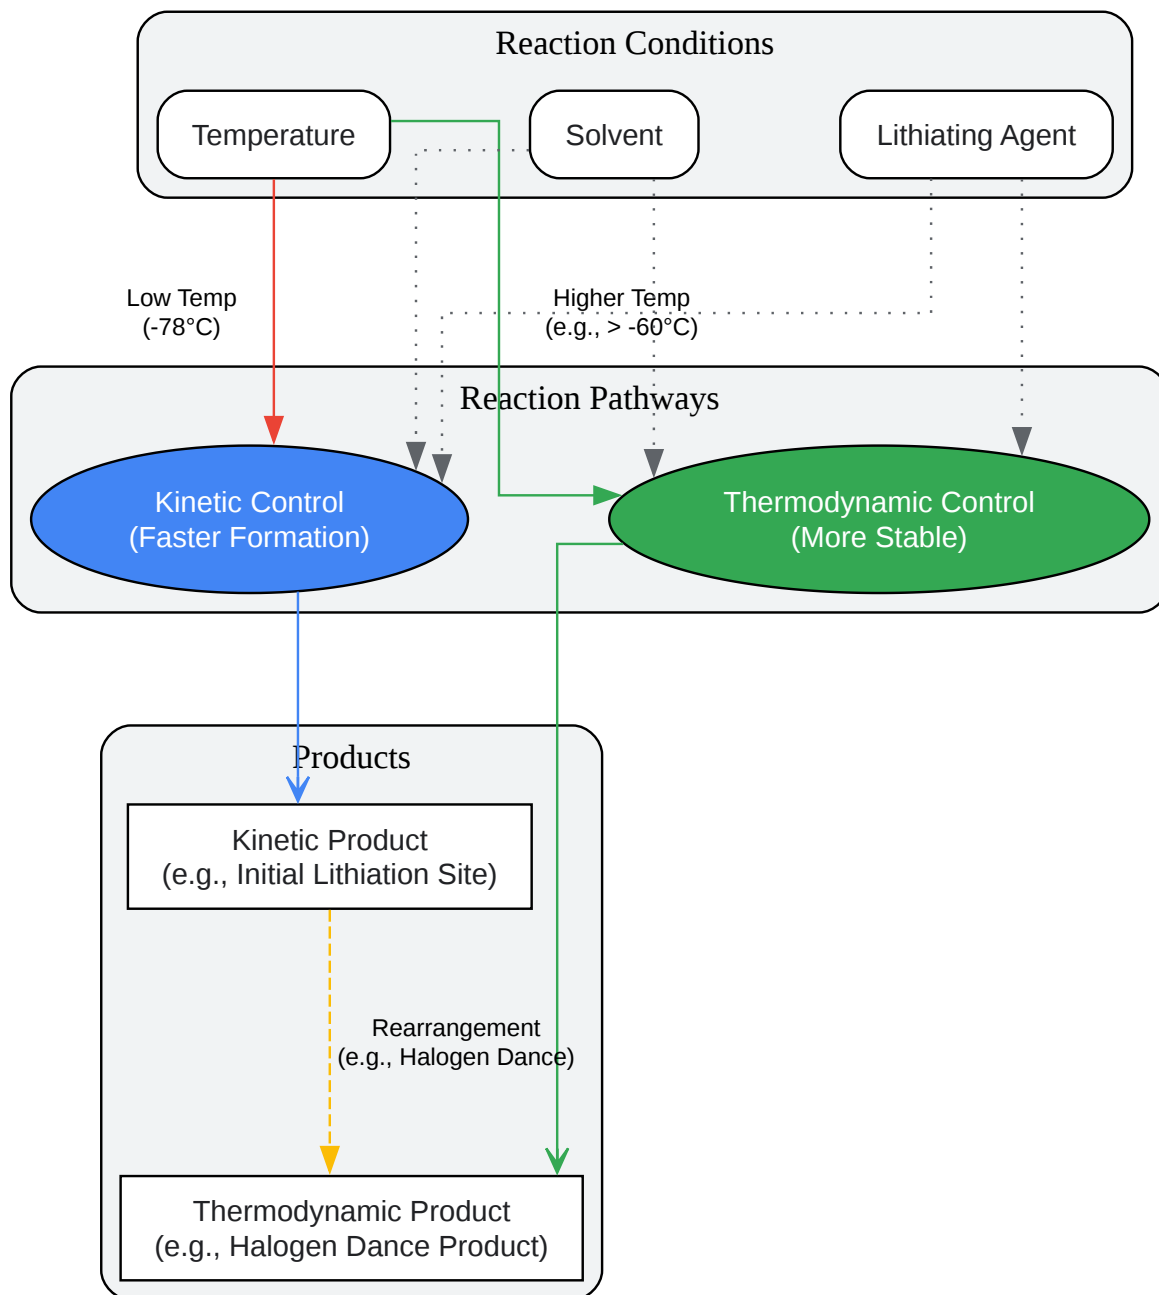 Reaction Conditions
Temperature
Solvent
Lithiating Agent
Low Temp
(-78°C)
Higher Temp
(e.g., > -60°C)
Reaction Pathways
Kinetic Control
(Faster Formation)
Thermodynamic Control
(More Stable)
Products
Kinetic Product
(e.g., Initial Lithiation Site)
Rearrangement
(e.g., Halogen Dance)
Thermodynamic Product
(e.g., Halogen Dance Product)